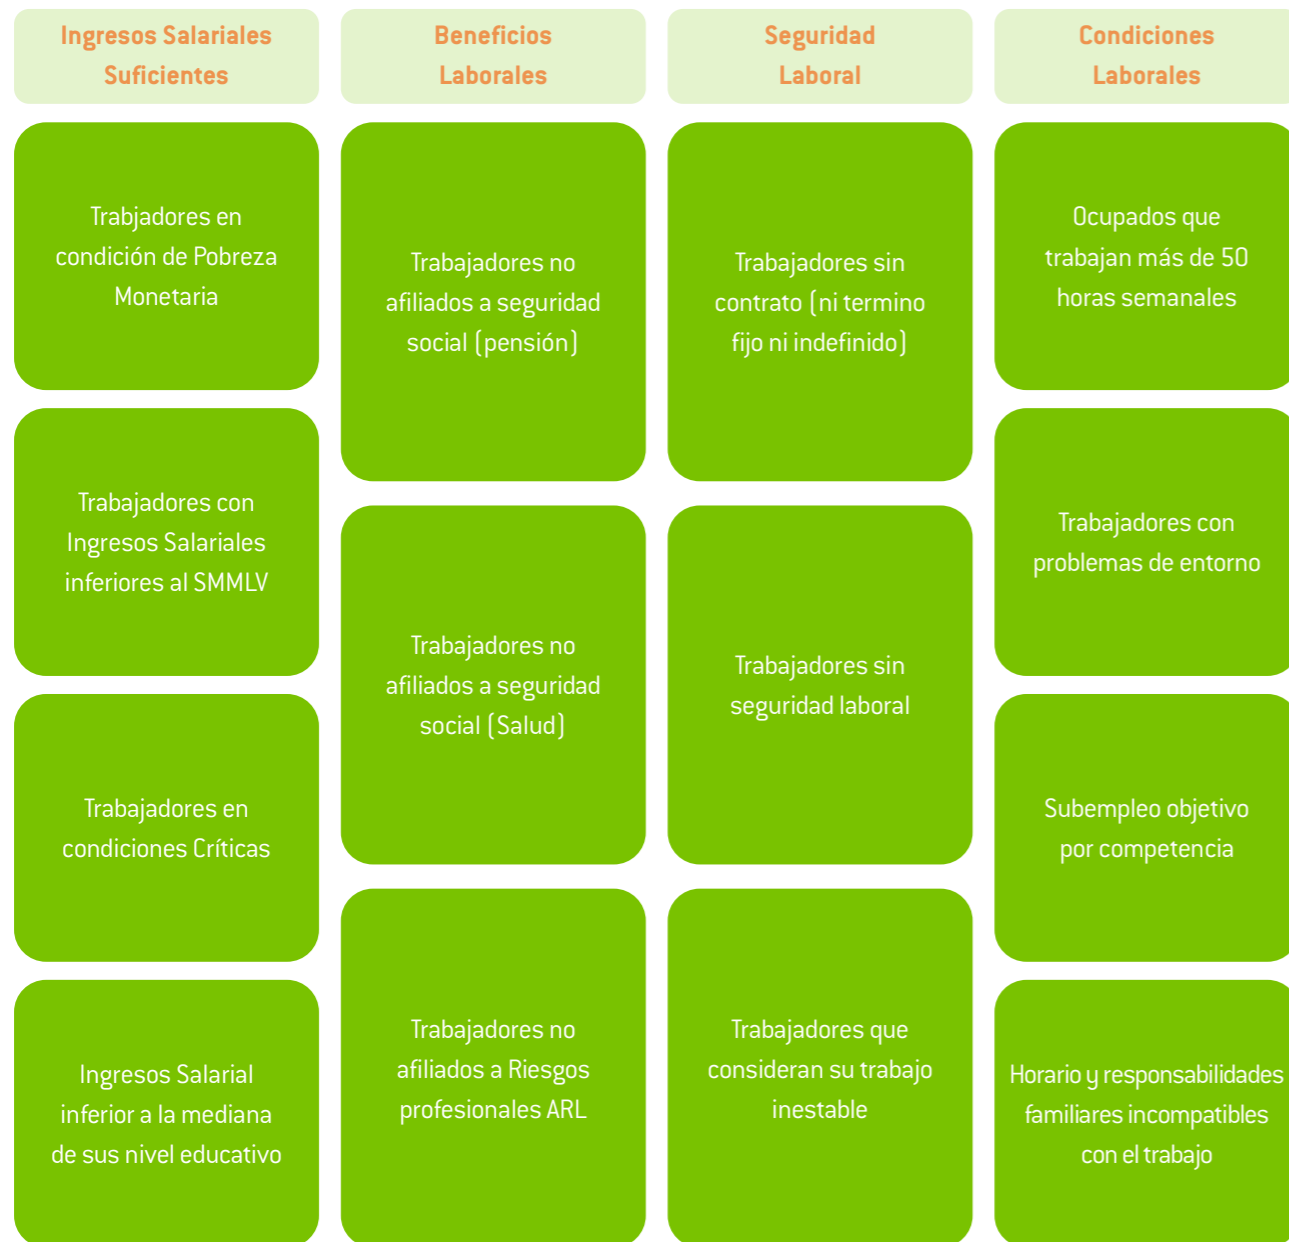 Ingresos Salariales
Suficientes
Trabjadores en
condición de Pobreza
Monetaria
Trabajadores con
Ingresos Salariales
inferiores al SMMLV
Trabajadores en
condiciones Críticas
Ingresos Salarial
inferior a la mediana
de sus nivel educativo
Beneficios
Laborales
Trabajadores no
afiliados a seguridad
social (pensión)
Trabajadores no
afiliados a seguridad
social (Salud)
Trabajadores no
afiliados a Riesgos
profesionales ARL
Seguridad
Laboral
Trabajadores sin
contrato (ni termino
fijo ni indefinido)
Trabajadores sin
seguridad laboral
Trabajadores que
consideran su trabajo
inestable
Condiciones
Laborales
Ocupados que
trabajan más de 50
horas semanales
Trabajadores con
problemas de entorno
Subempleo objetivo
por competencia
Horario y responsabilidades
familiares incompatibles
con el trabajo